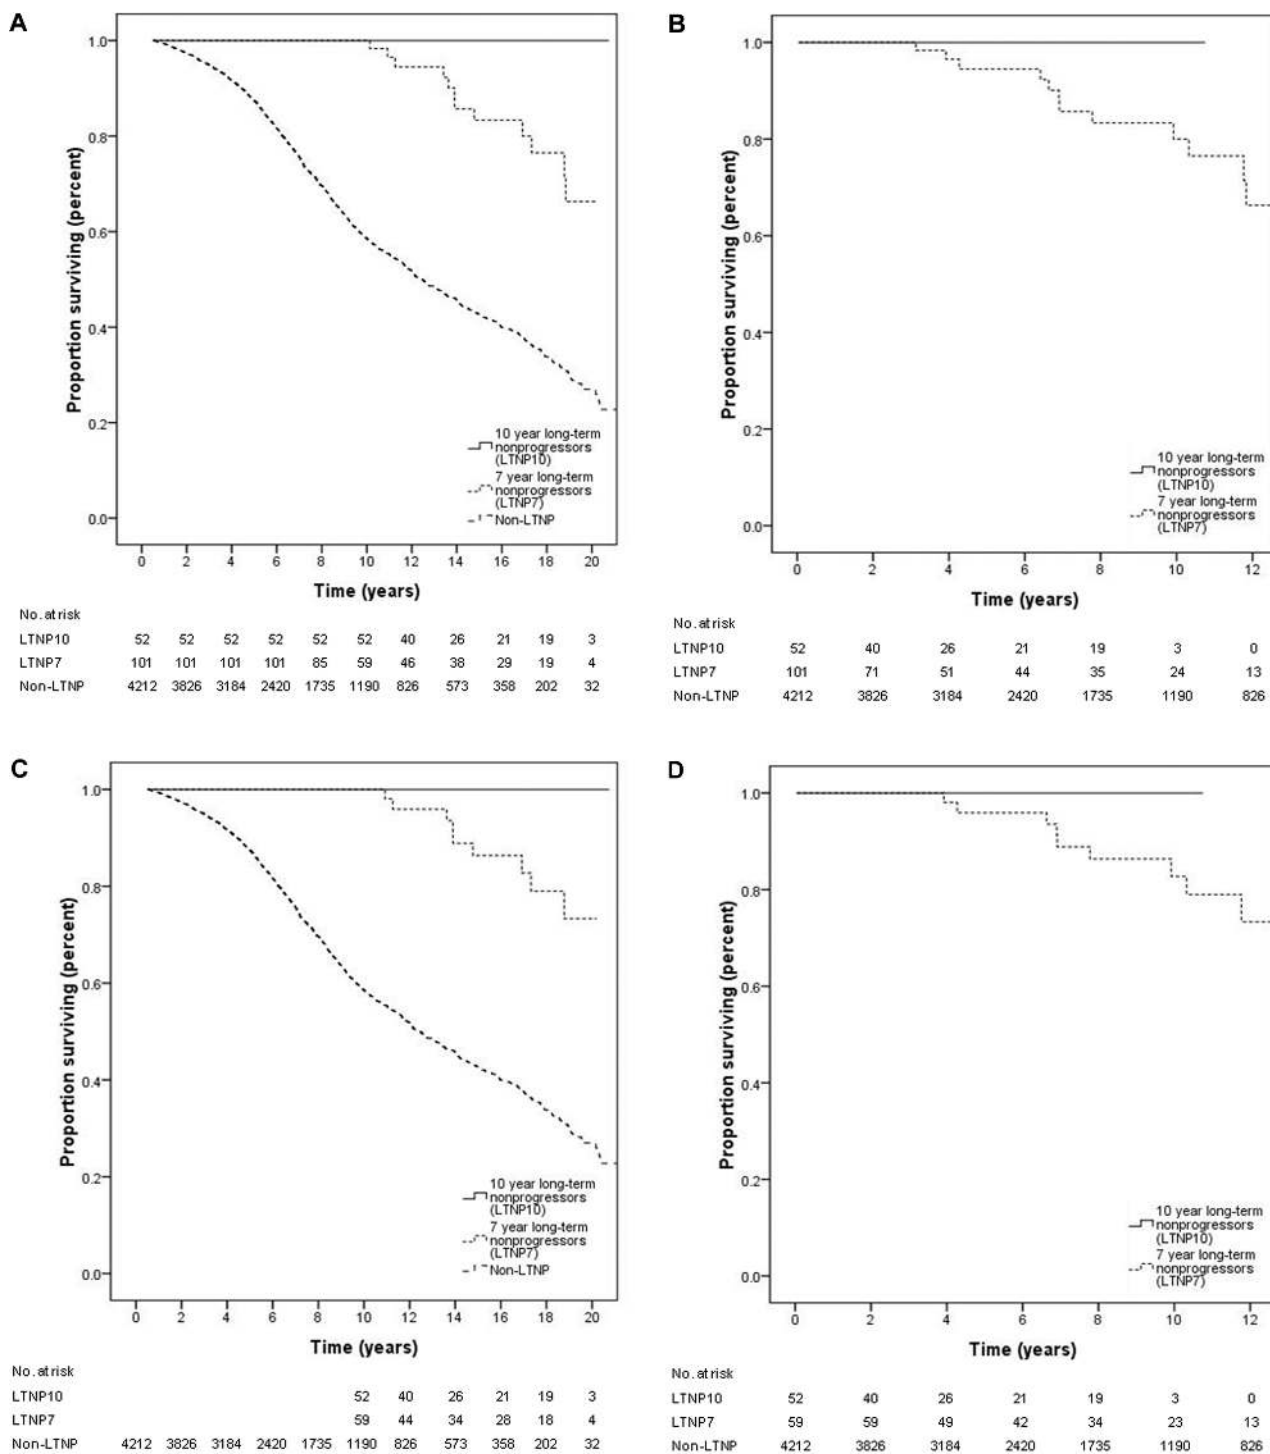 A
Proportion surviving (percent)
1.0
0.8
0.6
0.4
0.2
0.0
10 year long-term
nonprogressors
(LTNP10)
7 year long-term
nonprogressors
(LTNP7)
Non-LTNP
0 2 4 6 8 10 12 14 16 18 20
Time (years)
No. at risk
LTNP10 52 52 52 52 52 52 40 26 21 19 3
LTNP7 101 101 101 101 85 59 46 38 29 19 4
Non-LTNP 4212 3826 3184 2420 1735 1190 826 573 358 202 32
B
Proportion surviving (percent)
1.0
0.8
0.6
0.4
0.2
0.0
10 year long-term
nonprogressors
(LTNP10)
7 year long-term
nonprogressors
(LTNP7)
0 2 4 6 8 10 12
Time (years)
No. at risk
LTNP10 52 40 26 21 19 3 0
LTNP7 101 71 51 44 35 24 13
Non-LTNP 4212 3826 3184 2420 1735 1190 826
C
Proportion surviving (percent)
1.0
0.8
0.6
0.4
0.2
0.0
10 year long-term
nonprogressors
(LTNP10)
7 year long-term
nonprogressors
(LTNP7)
Non-LTNP
0 2 4 6 8 10 12 14 16 18 20
Time (years)
No. at risk
LTNP10 52 40 26 21 19 3
LTNP7 59 44 34 28 18 4
Non-LTNP 4212 3826 3184 2420 1735 1190 826 573 358 202 32
D
Proportion surviving (percent)
1.0
0.8
0.6
0.4
0.2
0.0
10 year long-term
nonprogressors
(LTNP10)
7 year long-term
nonprogressors
(LTNP7)
0 2 4 6 8 10 12
Time (years)
No. at risk
LTNP10 52 40 26 21 19 3 0
LTNP7 59 59 49 42 34 23 13
Non-LTNP 4212 3826 3184 2420 1735 1190 826